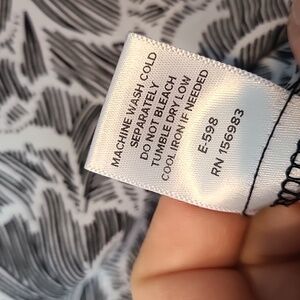 MACHINE WASH COLD
SEPARATELY
DO NOT BLEACH
TUMBLE DRY LOW
COOL IRON IF NEEDED
E-598
RN 156983